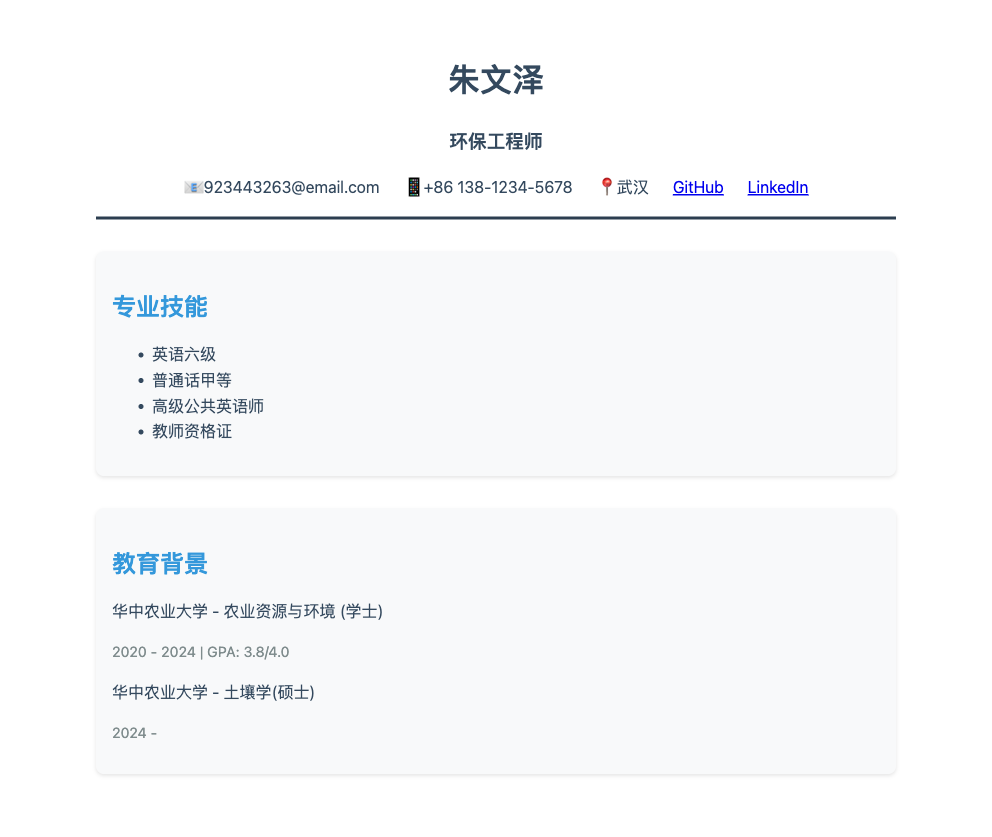 朱文泽
环保工程师
📧923443263@email.com 📱+86 138-1234-5678 📍武汉 GitHub LinkedIn
专业技能
• 英语六级
• 普通话甲等
• 高级公共英语师
• 教师资格证
教育背景
华中农业大学 - 农业资源与环境 (学士)
2020 - 2024 | GPA: 3.8/4.0
华中农业大学 - 土壤学(硕士)
2024 -